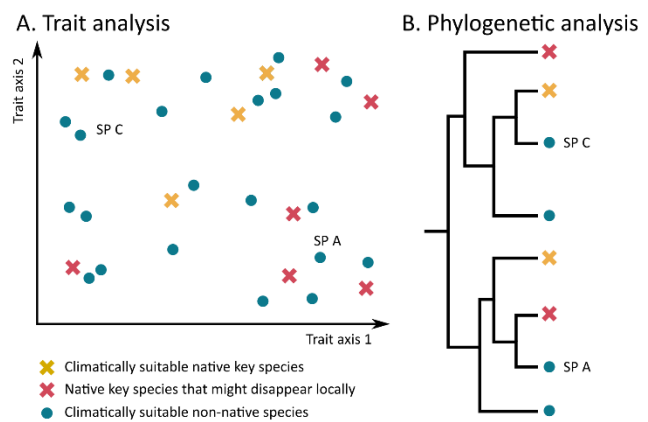 A. Trait analysis
B. Phylogenetic analysis
Trait axis 2
SP C
SP A
Trait axis 1
SP C
SP A
Climatically suitable native key species
Native key species that might disappear locally
Climatically suitable non-native species